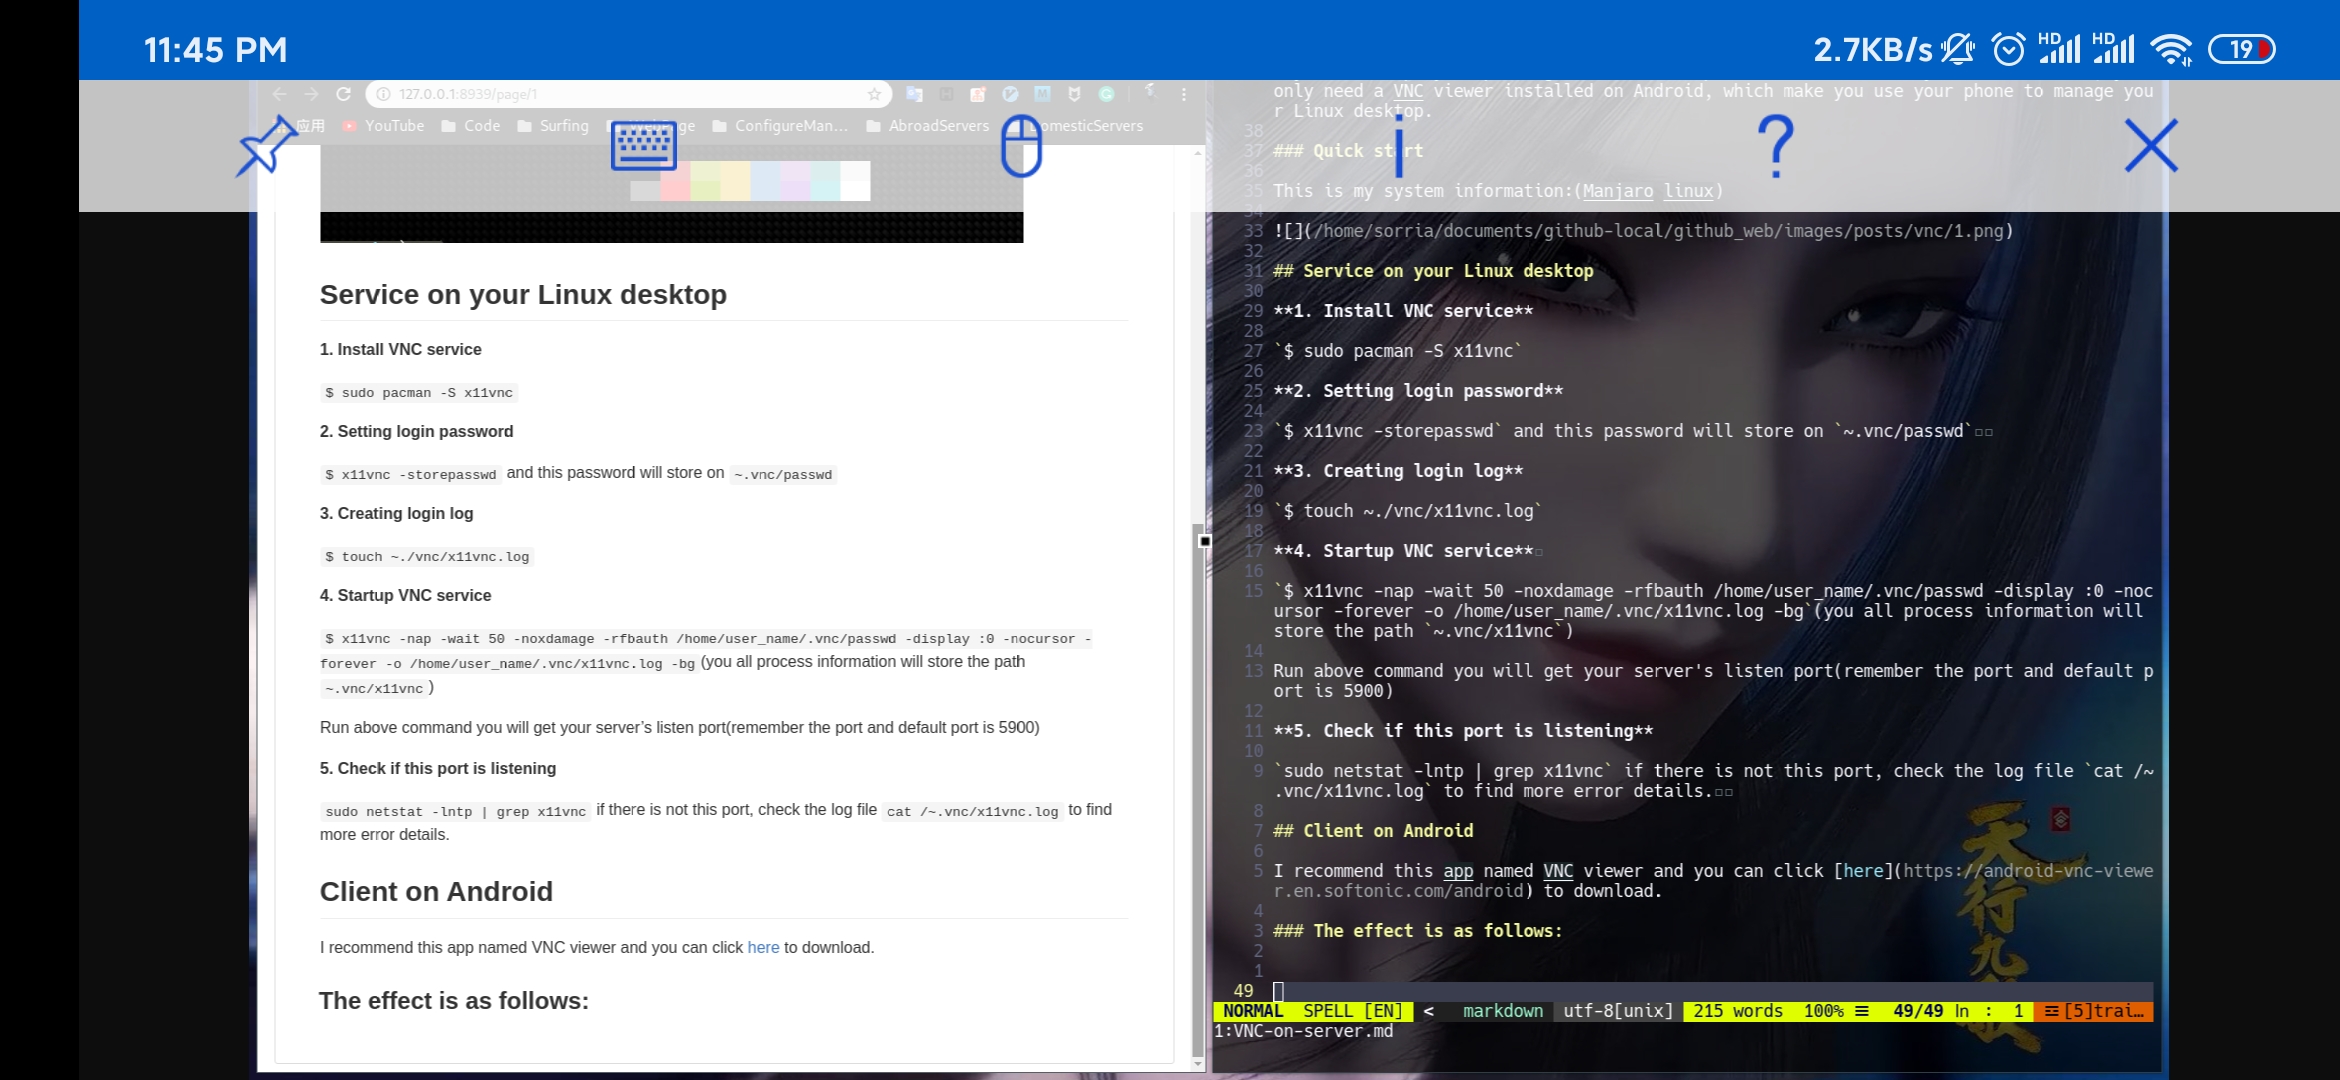 11:45 PM
2.7KB/s HD HD 19
127.0.0.1:8939/page/1
应用 YouTube Code Surfing ConfigureMan... AbroadServers DomesticServers
Service on your Linux desktop
1. Install VNC service
$ sudo pacman -S x11vnc
2. Setting login password
$ x11vnc -storepasswd and this password will store on ~.vnc/passwd
3. Creating login log
$ touch ~./vnc/x11vnc.log
4. Startup VNC service
$ x11vnc -nap -wait 50 -noxdamage -rfbauth /home/user_name/.vnc/passwd -display :0 -nocursor -
forever -o /home/user_name/.vnc/x11vnc.log -bg (you all process information will store the path
~.vnc/x11vnc )
Run above command you will get your server’s listen port(remember the port and default port is 5900)
5. Check if this port is listening
sudo netstat -lntp | grep x11vnc if there is not this port, check the log file cat /~.vnc/x11vnc.log to find
more error details.
Client on Android
I recommend this app named VNC viewer and you can click here to download.
The effect is as follows:
only need a VNC viewer installed on Android, which make you use your phone to manage you
r Linux desktop.
38
37 ### Quick start
36
35 This is my system information:(Manjaro linux)
34
33 ![](/home/sorria/documents/github-local/github_web/images/posts/vnc/1.png)
32
31 ## Service on your Linux desktop
30
29 **1. Install VNC service**
28
27 `$ sudo pacman -S x11vnc`
26
25 **2. Setting login password**
24
23 `$ x11vnc -storepasswd` and this password will store on `~.vnc/passwd`
22
21 **3. Creating login log**
20
19 `$ touch ~./vnc/x11vnc.log`
18
17 **4. Startup VNC service**
16
15 `$ x11vnc -nap -wait 50 -noxdamage -rfbauth /home/user_name/.vnc/passwd -display :0 -noc
ursor -forever -o /home/user_name/.vnc/x11vnc.log -bg`(you all process information will
store the path `~.vnc/x11vnc`)
14
13 Run above command you will get your server's listen port(remember the port and default p
ort is 5900)
12
11 **5. Check if this port is listening**
10
9 `sudo netstat -lntp | grep x11vnc` if there is not this port, check the log file `cat /~
.vnc/x11vnc.log` to find more error details.
8
7 ## Client on Android
6
5 I recommend this app named VNC viewer and you can click [here](https://android-vnc-viewe
r.en.softonic.com/android) to download.
4
3 ### The effect is as follows:
2
1
49
NORMAL SPELL [EN] < markdown utf-8[unix] 215 words 100% ☰ 49/49 ln : 1 ☲[5]trai…
1:VNC-on-server.md
天行九歌